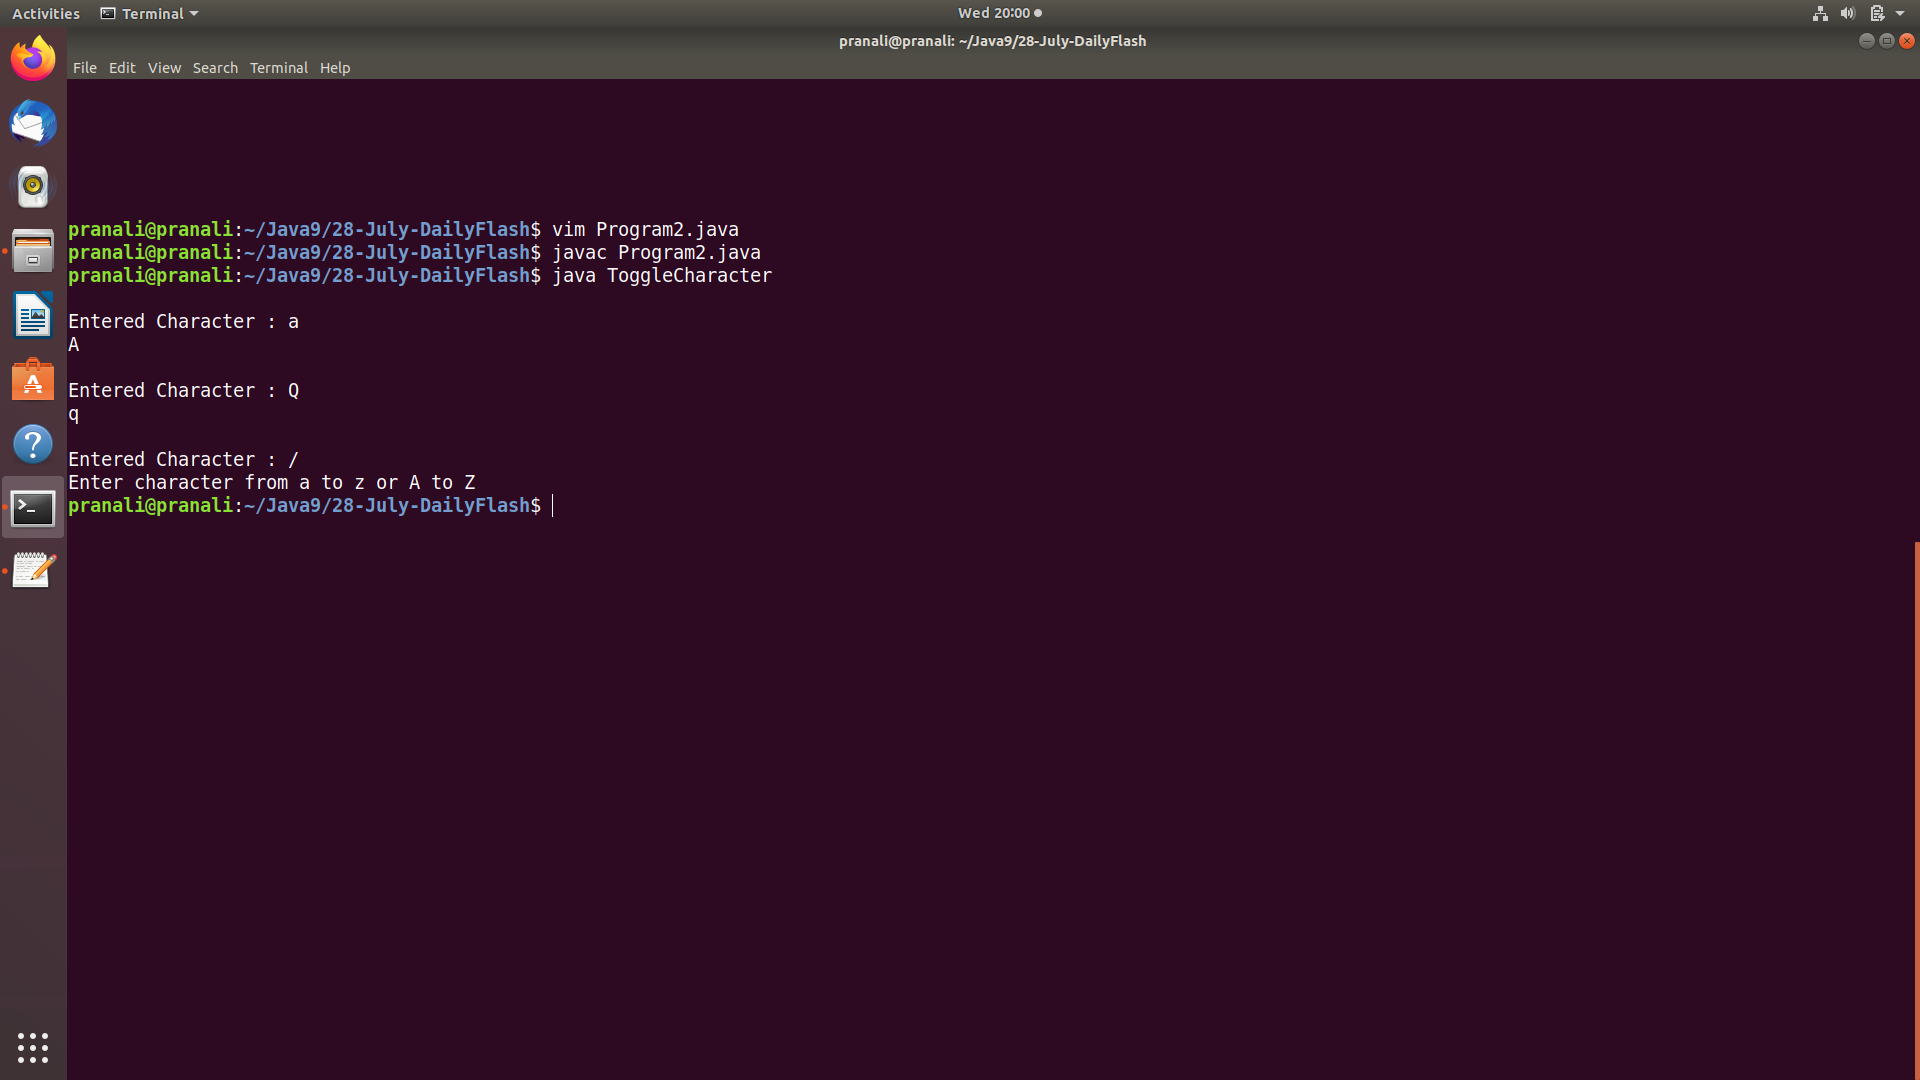 Activities Terminal Wed 20:00
pranali@pranali: ~/Java9/28-July-DailyFlash
File Edit View Search Terminal Help
pranali@pranali:~/Java9/28-July-DailyFlash$ vim Program2.java
pranali@pranali:~/Java9/28-July-DailyFlash$ javac Program2.java
pranali@pranali:~/Java9/28-July-DailyFlash$ java ToggleCharacter
Entered Character : a
A
Entered Character : Q
q
Entered Character : /
Enter character from a to z or A to Z
pranali@pranali:~/Java9/28-July-DailyFlash$